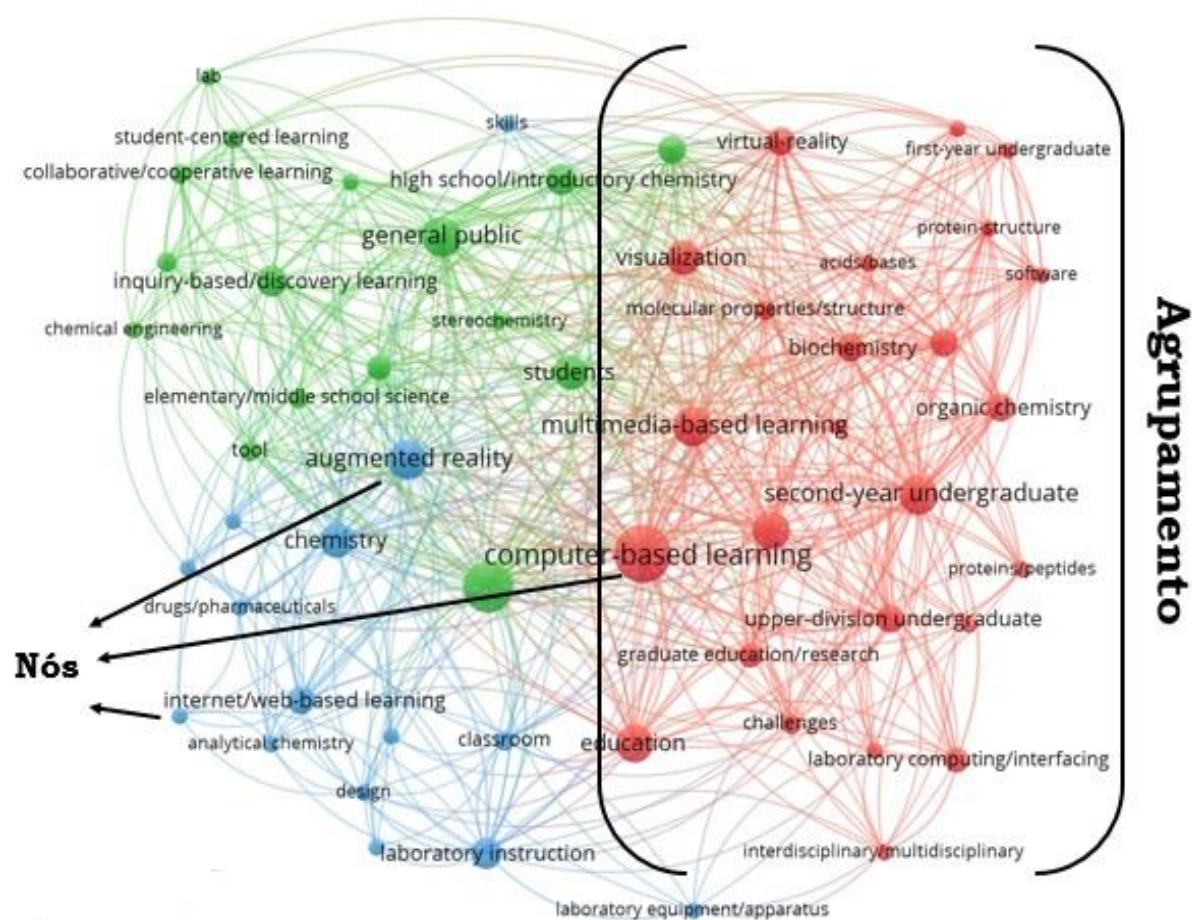 lab
skills
student-centered learning
virtual-reality
first-year undergraduate
collaborative/cooperative learning
high school/introductory chemistry
general public
protein-structure
visualization
acids/bases
software
inquiry-based/discovery learning
molecular properties/structure
stereochemistry
chemical engineering
biochemistry
students
elementary/middle school science
organic chemistry
multimedia-based learning
tool
augmented reality
second-year undergraduate
chemistry
computer-based learning
proteins/peptides
drugs/pharmaceuticals
upper-division undergraduate
graduate education/research
Nós
internet/web-based learning
challenges
analytical chemistry
classroom
education
laboratory computing/interfacing
design
laboratory instruction
interdisciplinary/multidisciplinary
laboratory equipment/apparatus
Agrupamento